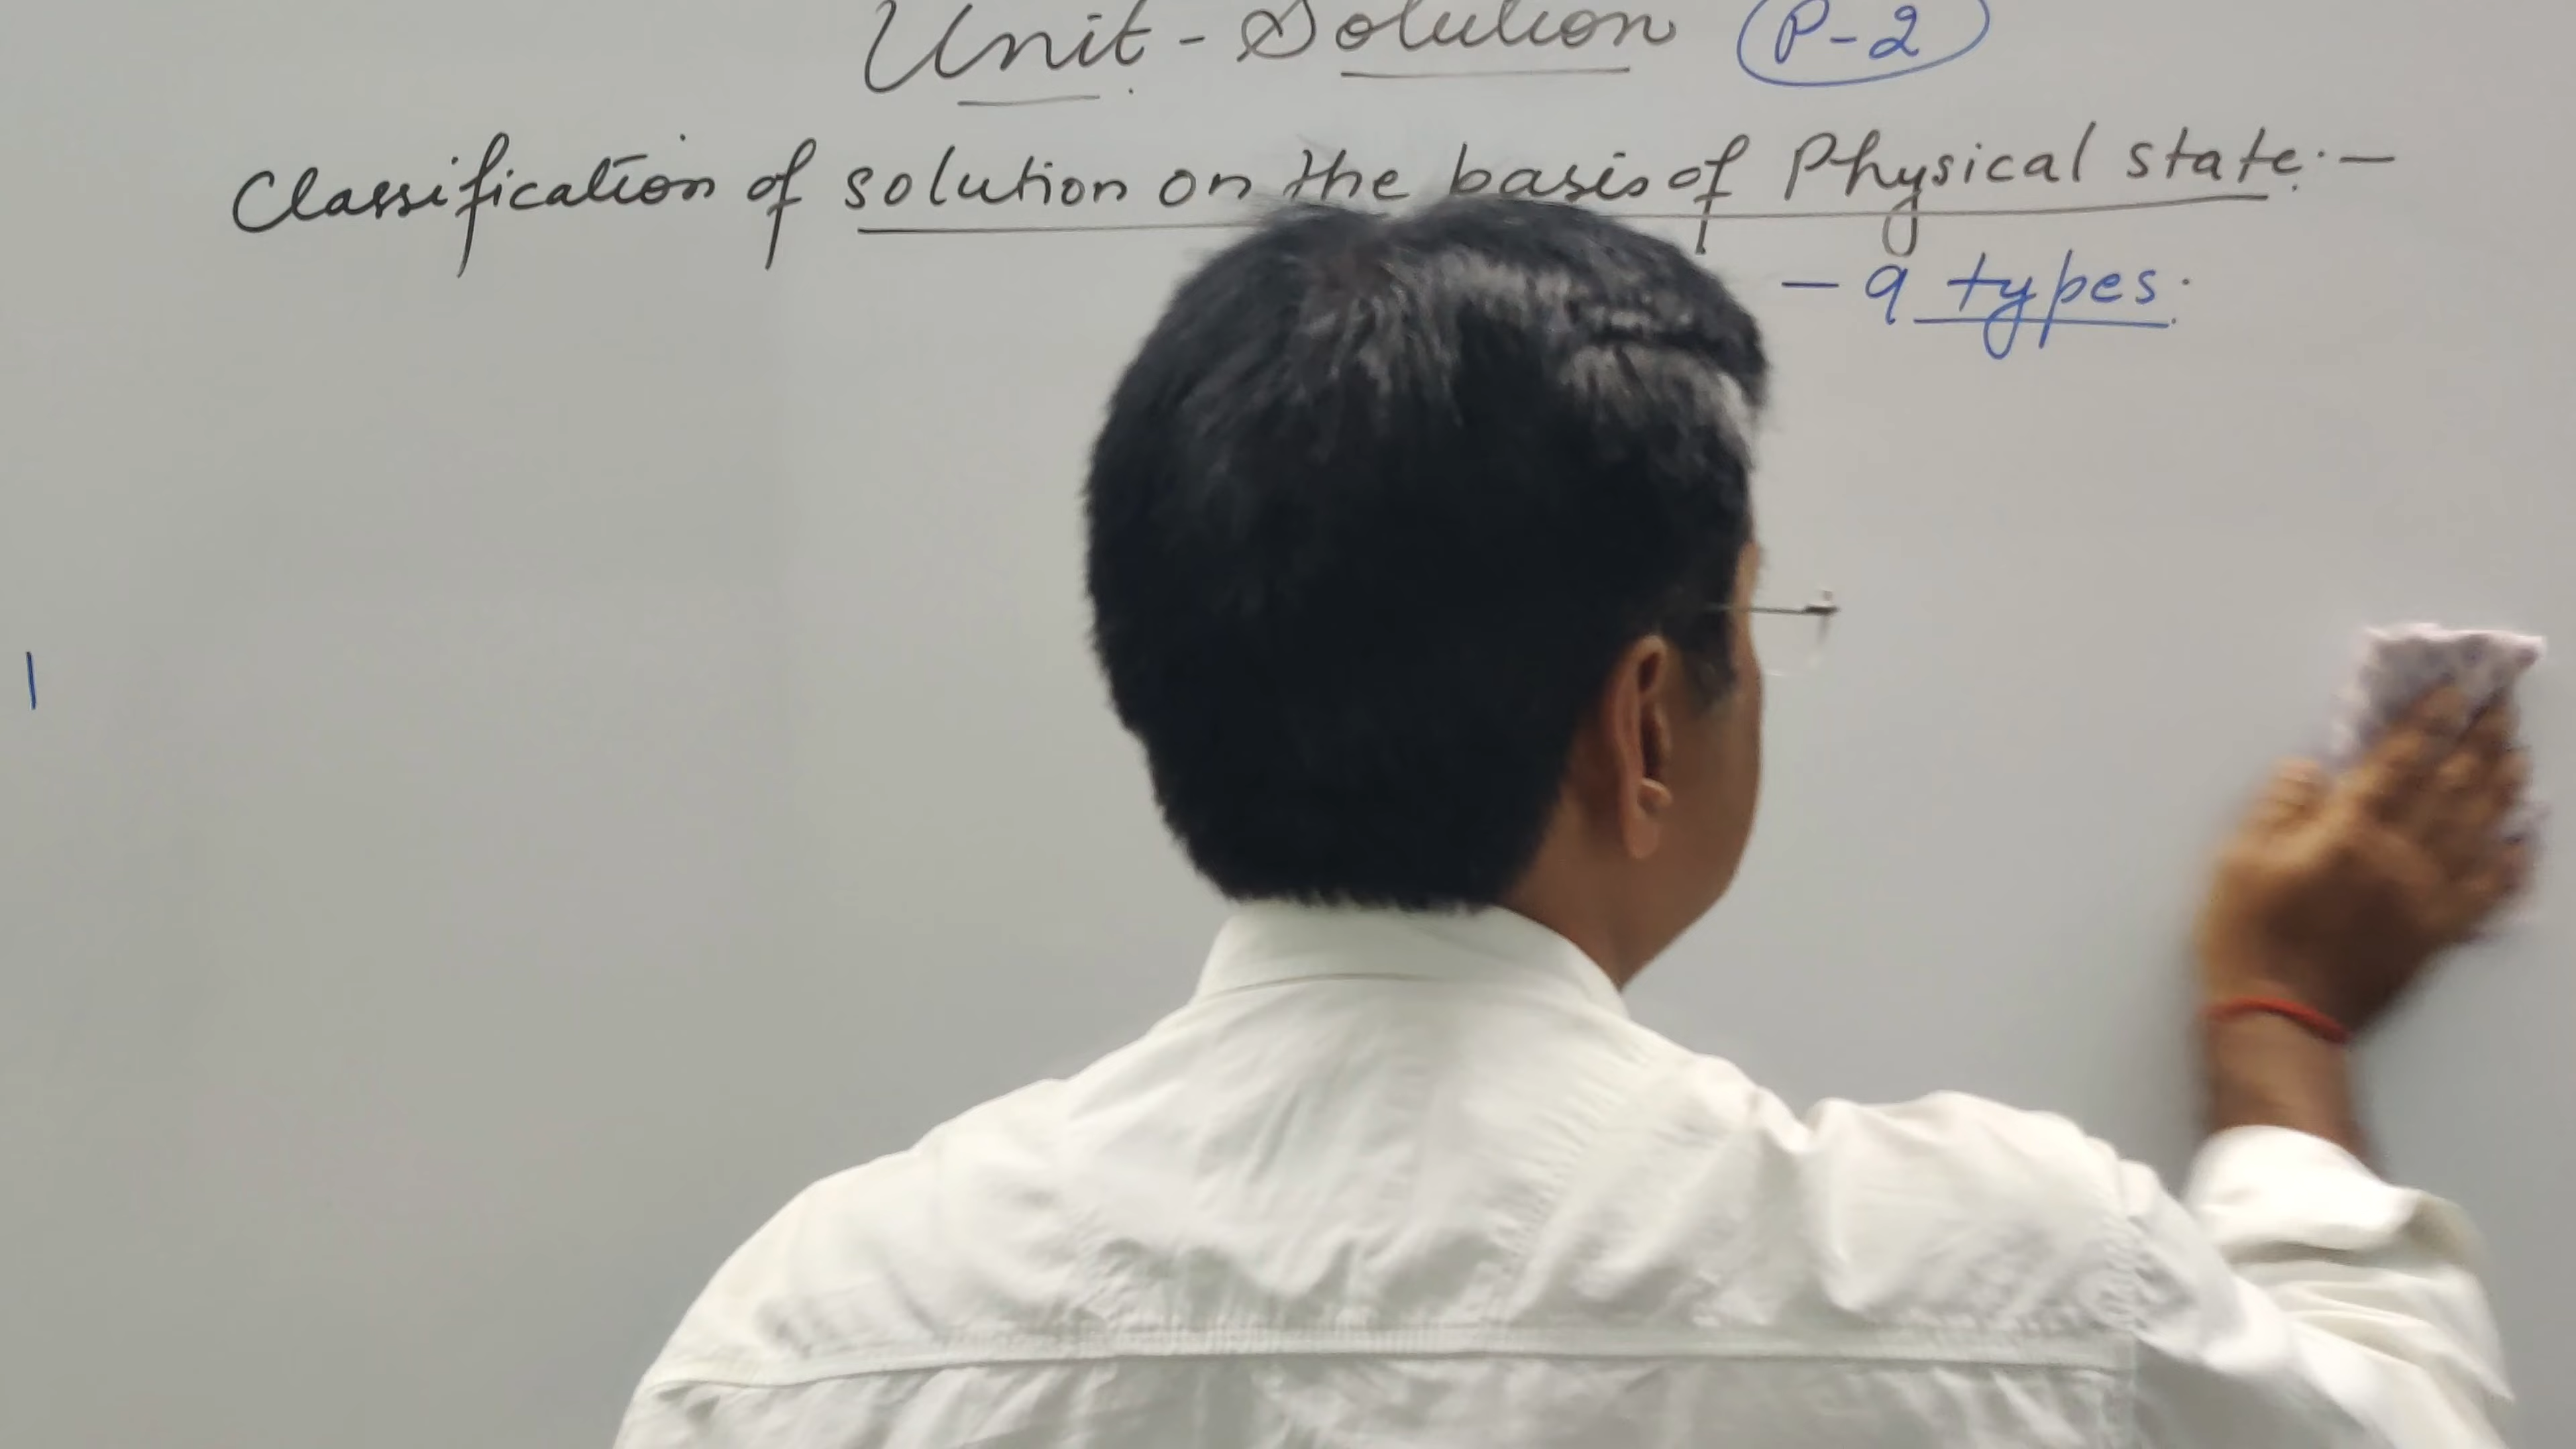 Unit - Solution P-2
Classification of solution on the basis of Physical state:-
- 9 types.
|